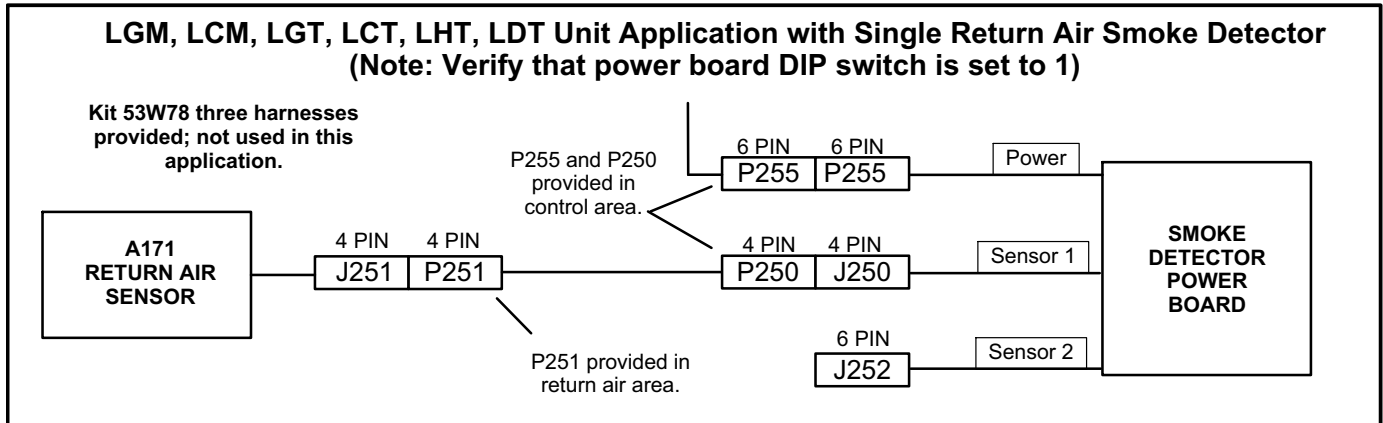 LGM, LCM, LGT, LCT, LHT, LDT Unit Application with Single Return Air Smoke Detector
(Note: Verify that power board DIP switch is set to 1)
Kit 53W78 three harnesses
provided; not used in this
application.
P255 and P250
provided in
control area.
6 PIN 6 PIN
P255 P255
Power
A171
RETURN AIR
SENSOR
4 PIN 4 PIN
J251 P251
4 PIN 4 PIN
P250 J250
Sensor 1
SMOKE
DETECTOR
POWER
BOARD
P251 provided in
return air area.
6 PIN
J252
Sensor 2